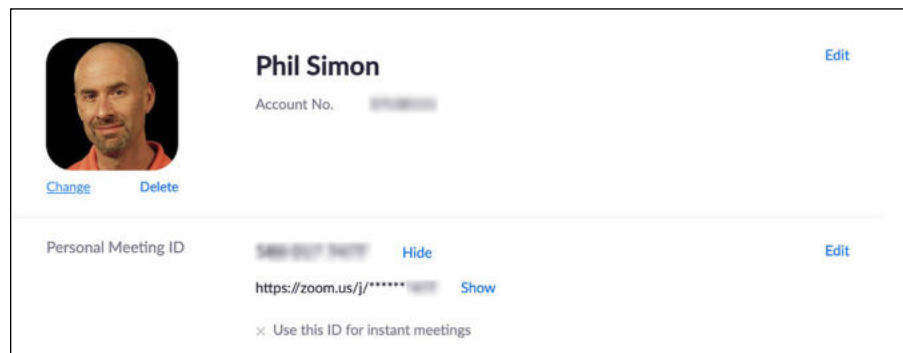 Phil Simon
Edit
Account No.
Change Delete
Personal Meeting ID
Hide
Edit
https://zoom.us/j/******
Show
× Use this ID for instant meetings